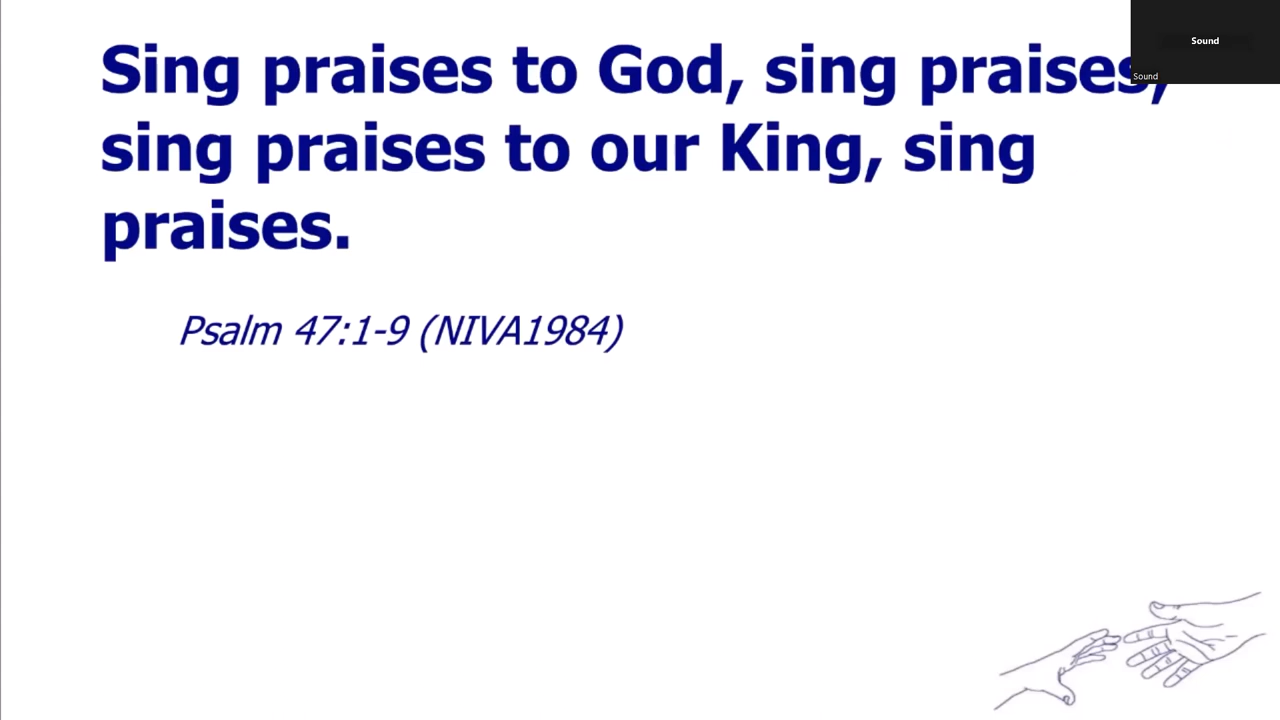 Sing praises to God, sing praises,
sing praises to our King, sing
praises.
Psalm 47:1-9 (NIVA1984)
Sound
Sound